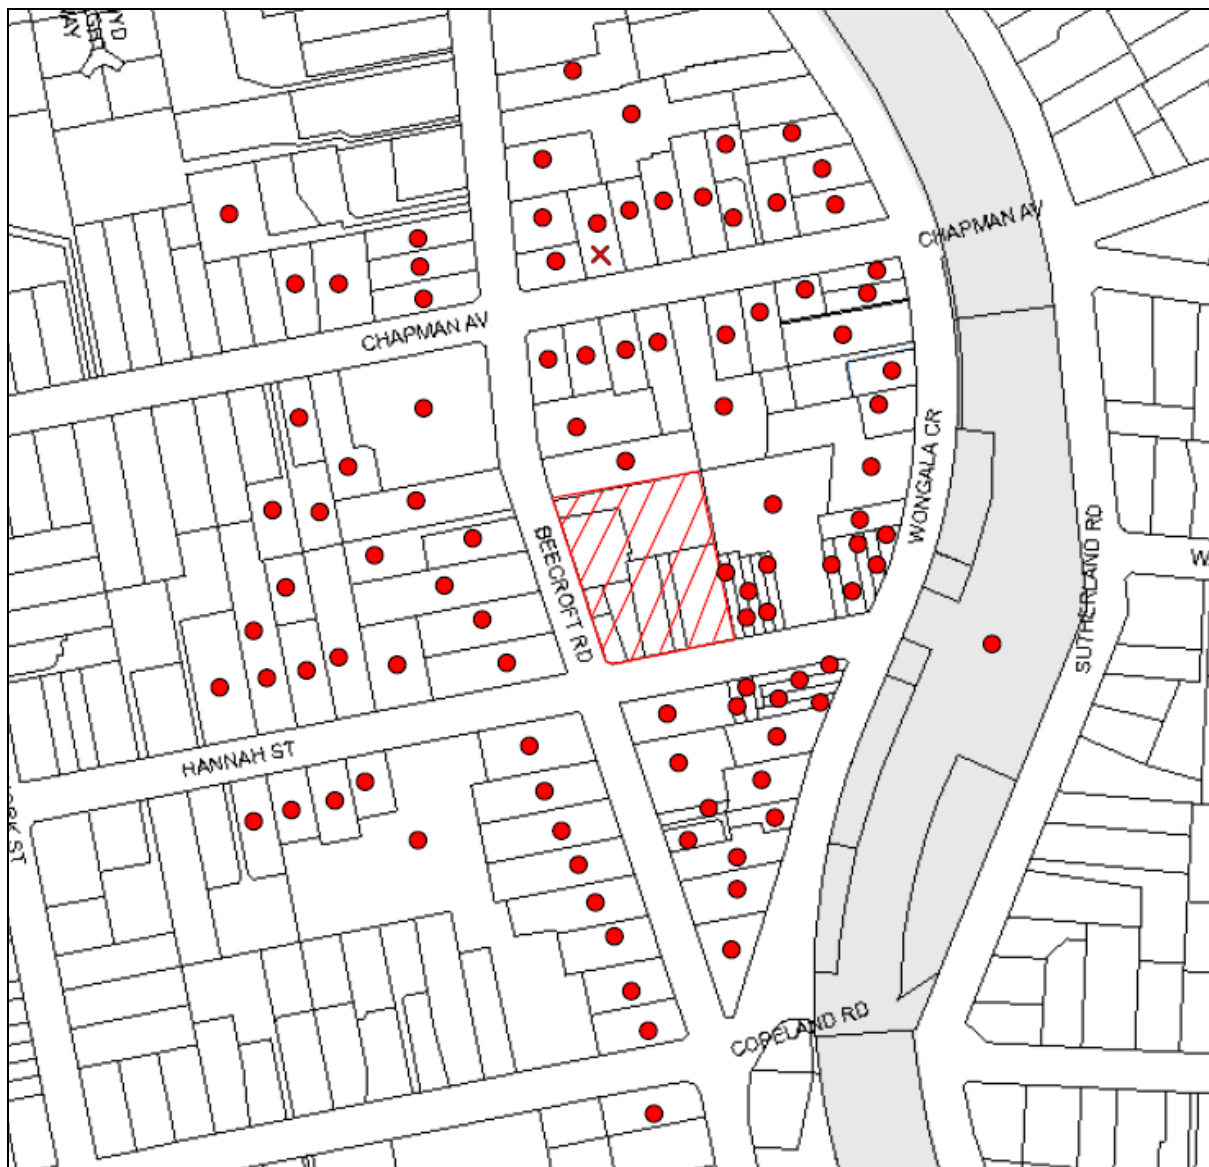 CHAPMAN AV
CHAPMAN AV
WONGALA CR
BEECROFT RD
SUTHERLAND RD
HANNAH ST
COPELAND RD